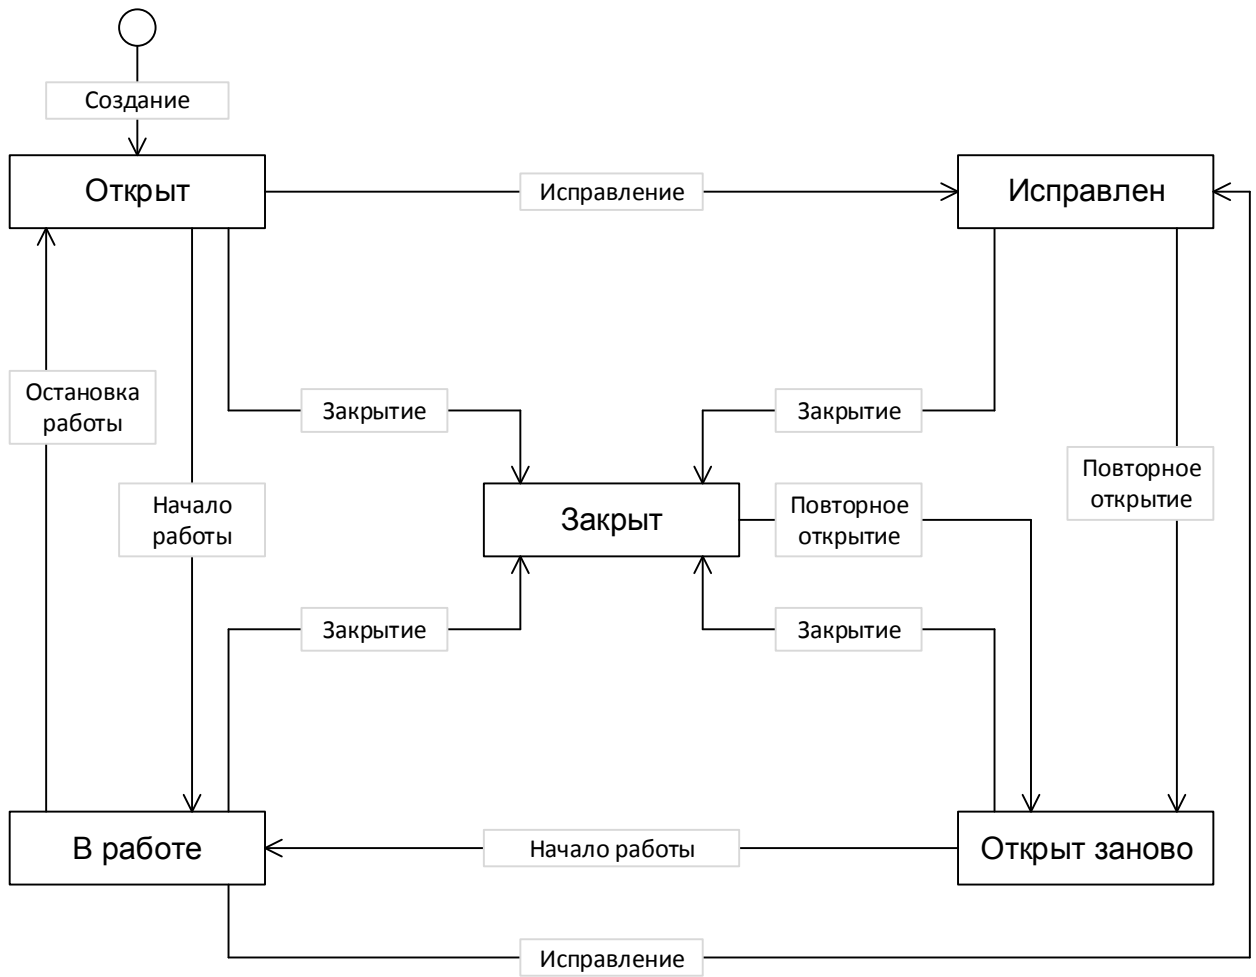 Создание
Открыт
Исправление
Исправлен
Остановка
работы
Закрытие
Закрытие
Повторное
открытие
Начало
работы
Закрыт
Повторное
открытие
Закрытие
Закрытие
В работе
Начало работы
Открыт заново
Исправление